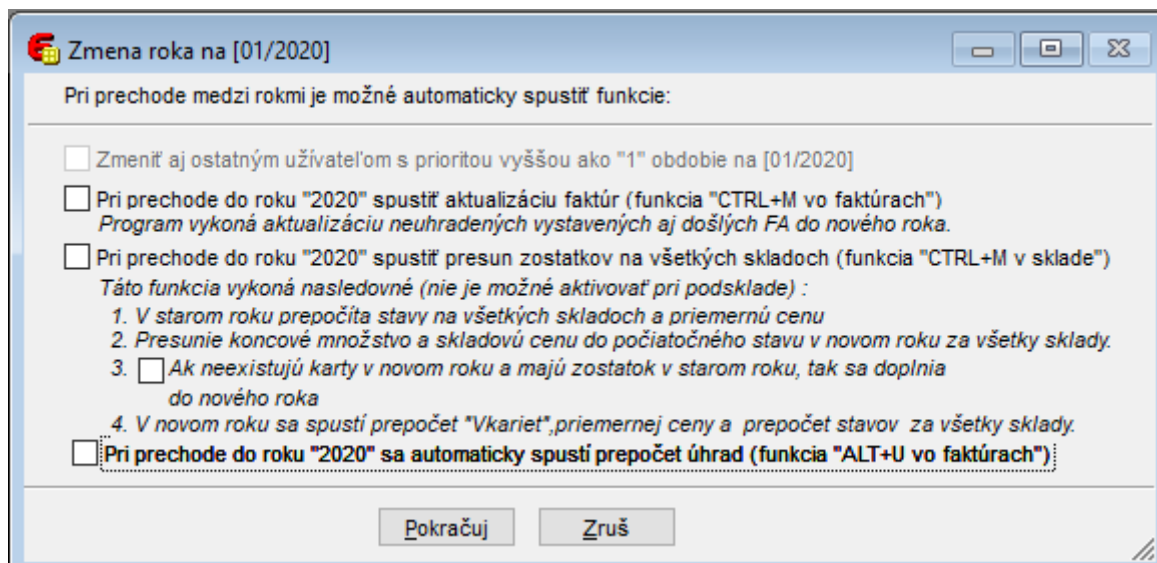 Zmena roka na [01/2020]
Pri prechode medzi rokmi je možné automaticky spustiť funkcie:
Zmeniť aj ostatným užívateľom s prioritou vyššou ako "1" obdobie na [01/2020]
Pri prechode do roku "2020" spustiť aktualizáciu faktúr (funkcia "CTRL+M vo faktúrach")
Program vykoná aktualizáciu neuhradených vystavených aj došlých FA do nového roka.
Pri prechode do roku "2020" spustiť presun zostatkov na všetkých skladoch (funkcia "CTRL+M v sklade")
Táto funkcia vykoná nasledovné (nie je možné aktivovať pri podsklade) :
1. V starom roku prepočíta stavy na všetkých skladoch a priemernú cenu
2. Presunie koncové množstvo a skladovú cenu do počiatočného stavu v novom roku za všetky sklady.
3. Ak neexistujú karty v novom roku a majú zostatok v starom roku, tak sa doplnia
do nového roka
4. V novom roku sa spustí prepočet "Vkariet",priemernej ceny a prepočet stavov za všetky sklady.
Pri prechode do roku "2020" sa automaticky spustí prepočet úhrad (funkcia "ALT+U vo faktúrach")
Pokračuj Zruš